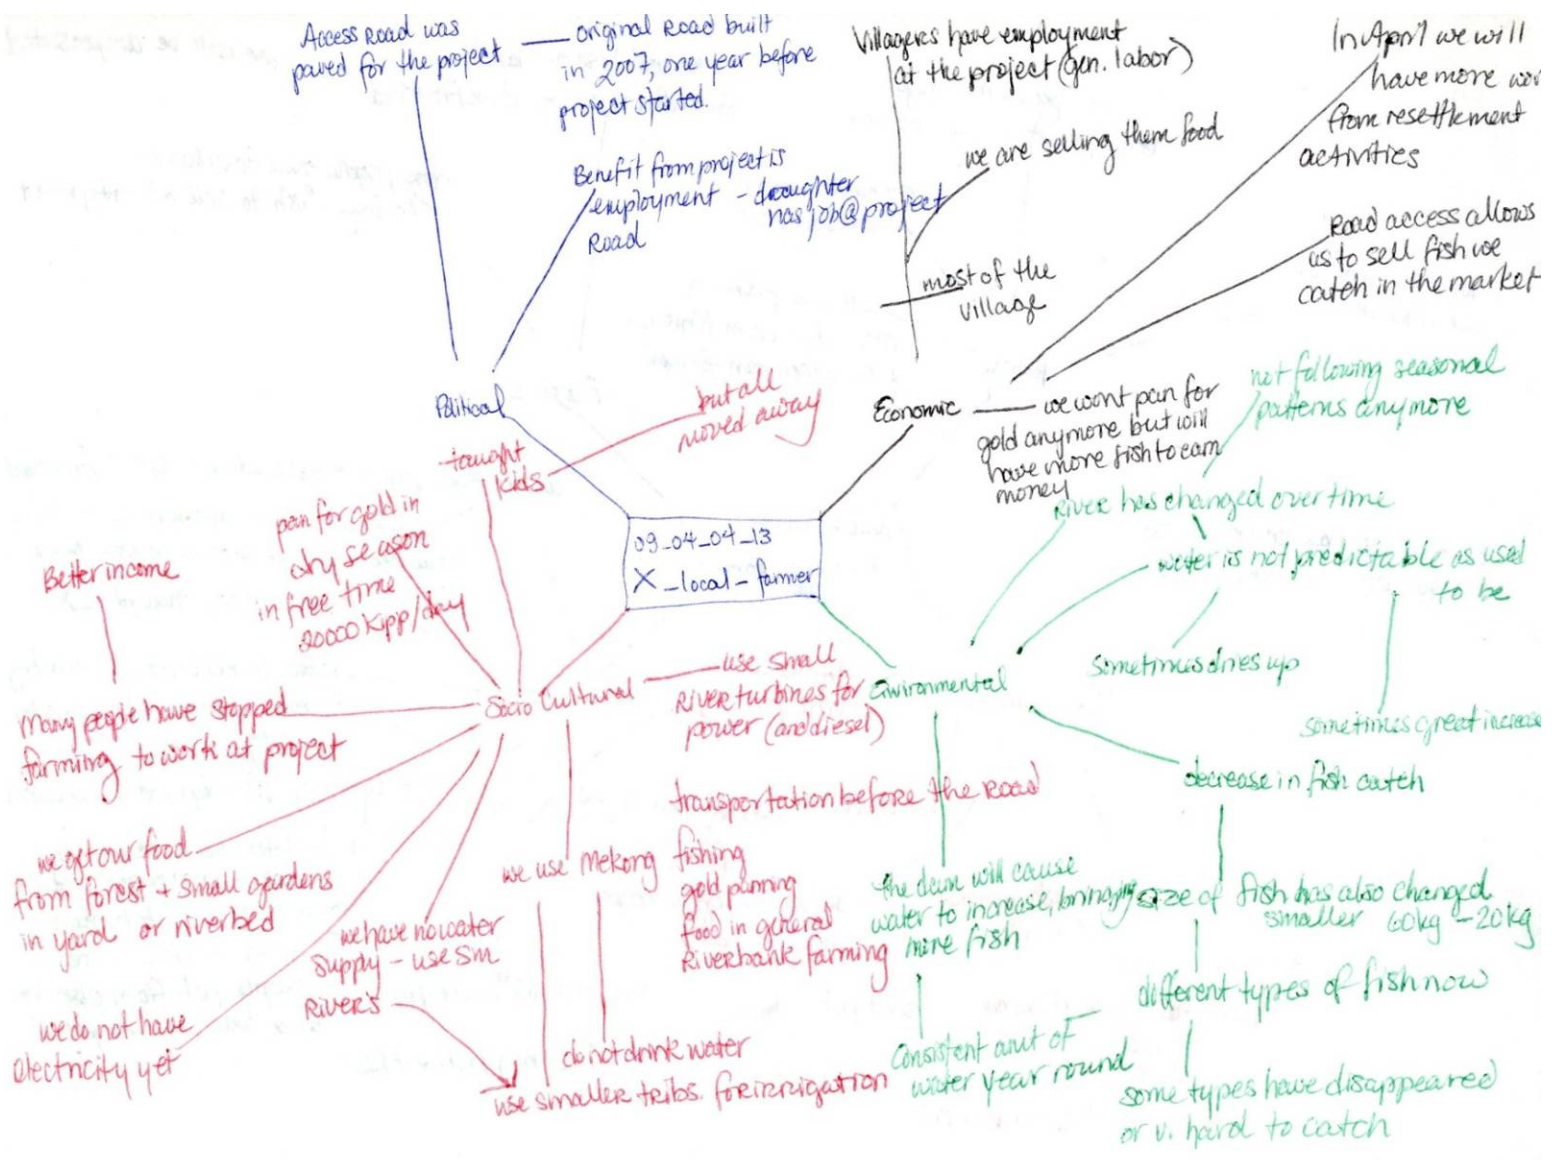 Access Road was
paved for the project
original Road built
in 2007, one year before
project started.
Benefit from project is
employment - daughter
has job @ project
Road
Political
Villagers have employment
at the project (gen. labor)
we are selling them food
most of the
village
In April we will
have more
from resettlement
activities
Road access allows
us to sell fish we
catch in the market
Economic
we wont pan for
gold anymore but will
have more fish to earn
money
not following seasonal
patterns anymore
River has changed over time
water is not predictable as used
to be
Sometimes dries up
sometimes great increase
Environmental
decrease in fish catch
size of fish has also changed
smaller 60kg - 20kg
different types of fish now
some types have disappeared
or v. hard to catch
the dam will cause
water to increase, bringing
more fish
Consistent amt of
water year round
09_04_04_13
X_local-farmer
taught
kids
but all
moved away
pan for gold in
dry season
in free time
20000 kipp/day
Better income
Many people have stopped
farming to work at project
Socio Cultural
use small
River turbines for
power (and diesel)
transportation before the Road
we use Mekong
fishing
gold panning
food in general
Riverbank farming
we get our food
from forest + small gardens
in yard or riverbed
we have no water
supply - use sm
River's
we do not have
Electricity yet
do not drink water
use smaller tribs. for irrigation